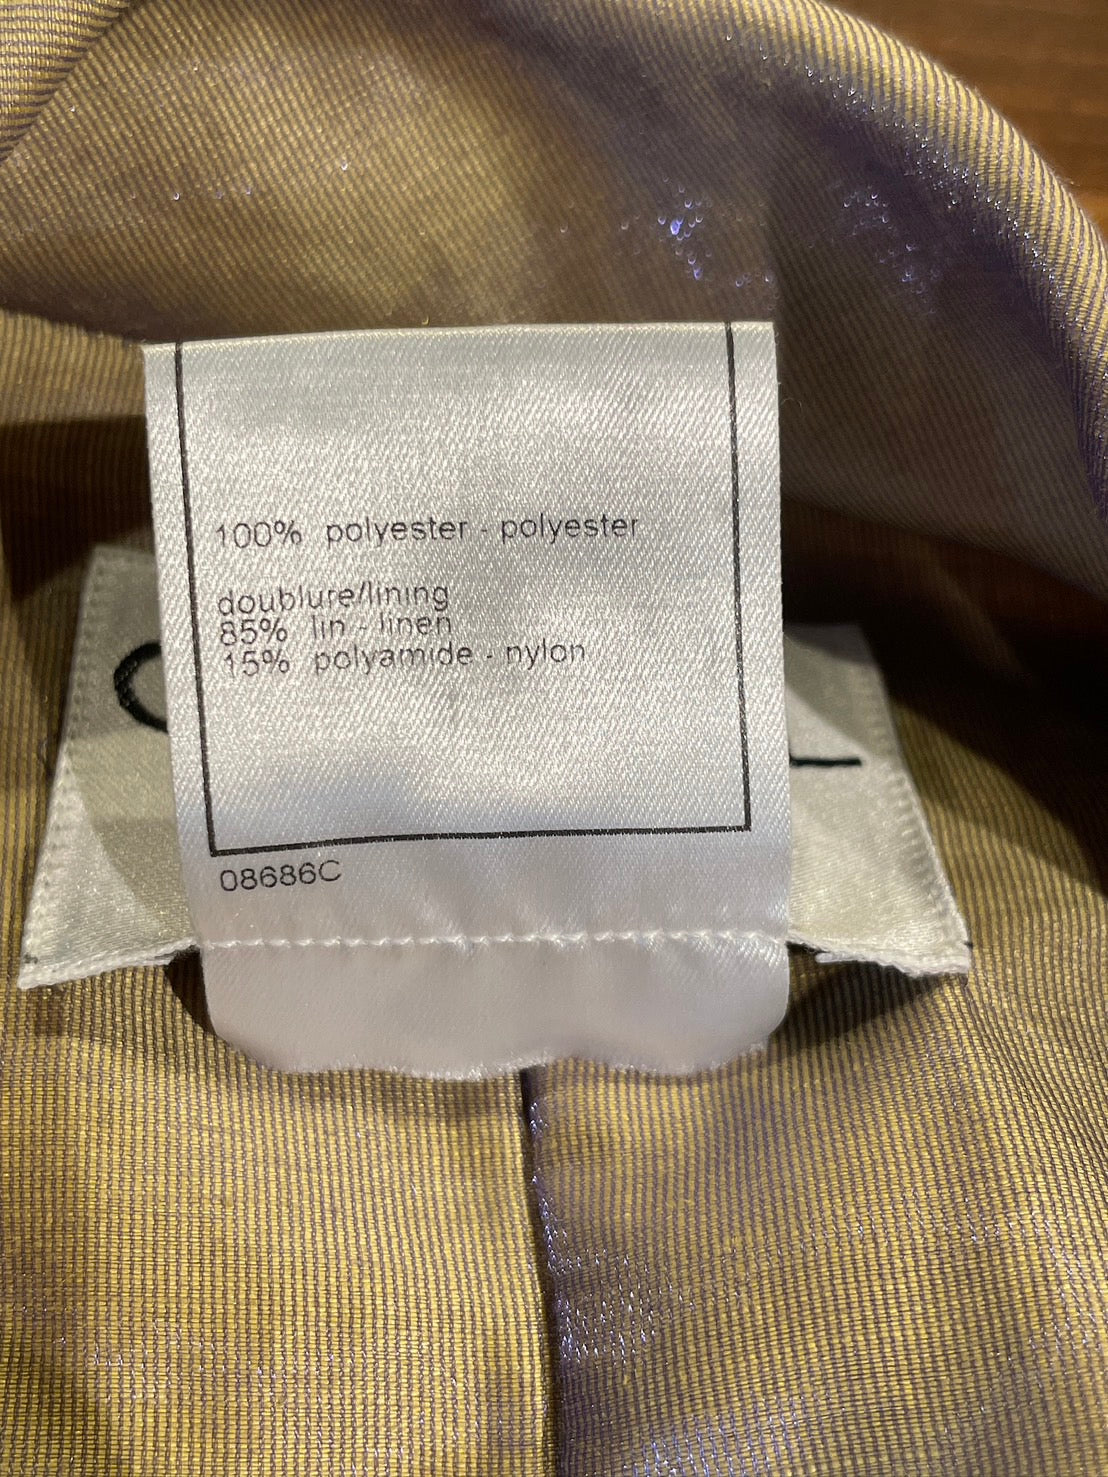 100% polyester - polyester
doublure/lining
85% lin - linen
15% polyamide - nylon
08686C